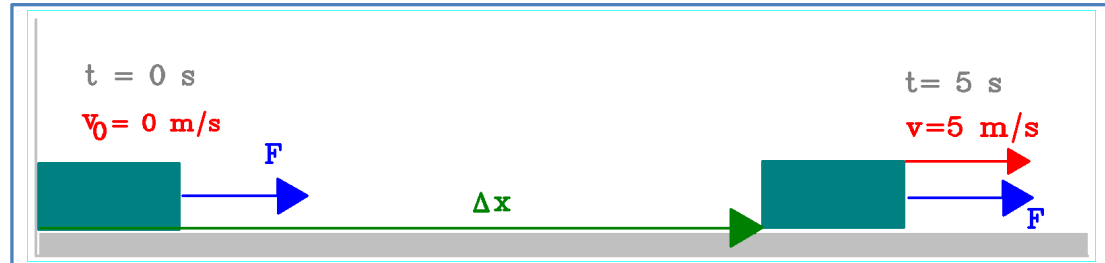 t = 0 s
v0= 0 m/s
F
Δx
t= 5 s
v=5 m/s
F